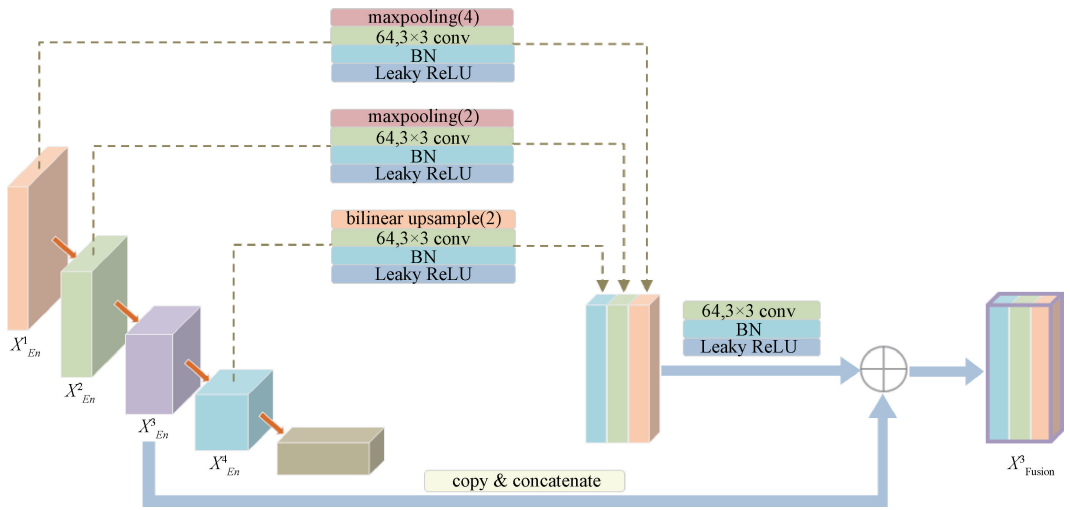 maxpooling(4)
64,3×3 conv
BN
Leaky ReLU
maxpooling(2)
64,3×3 conv
BN
Leaky ReLU
bilinear upsample(2)
64,3×3 conv
BN
Leaky ReLU
64,3×3 conv
BN
Leaky ReLU
X¹En
X²En
X³En
X⁴En
X³Fusion
copy & concatenate